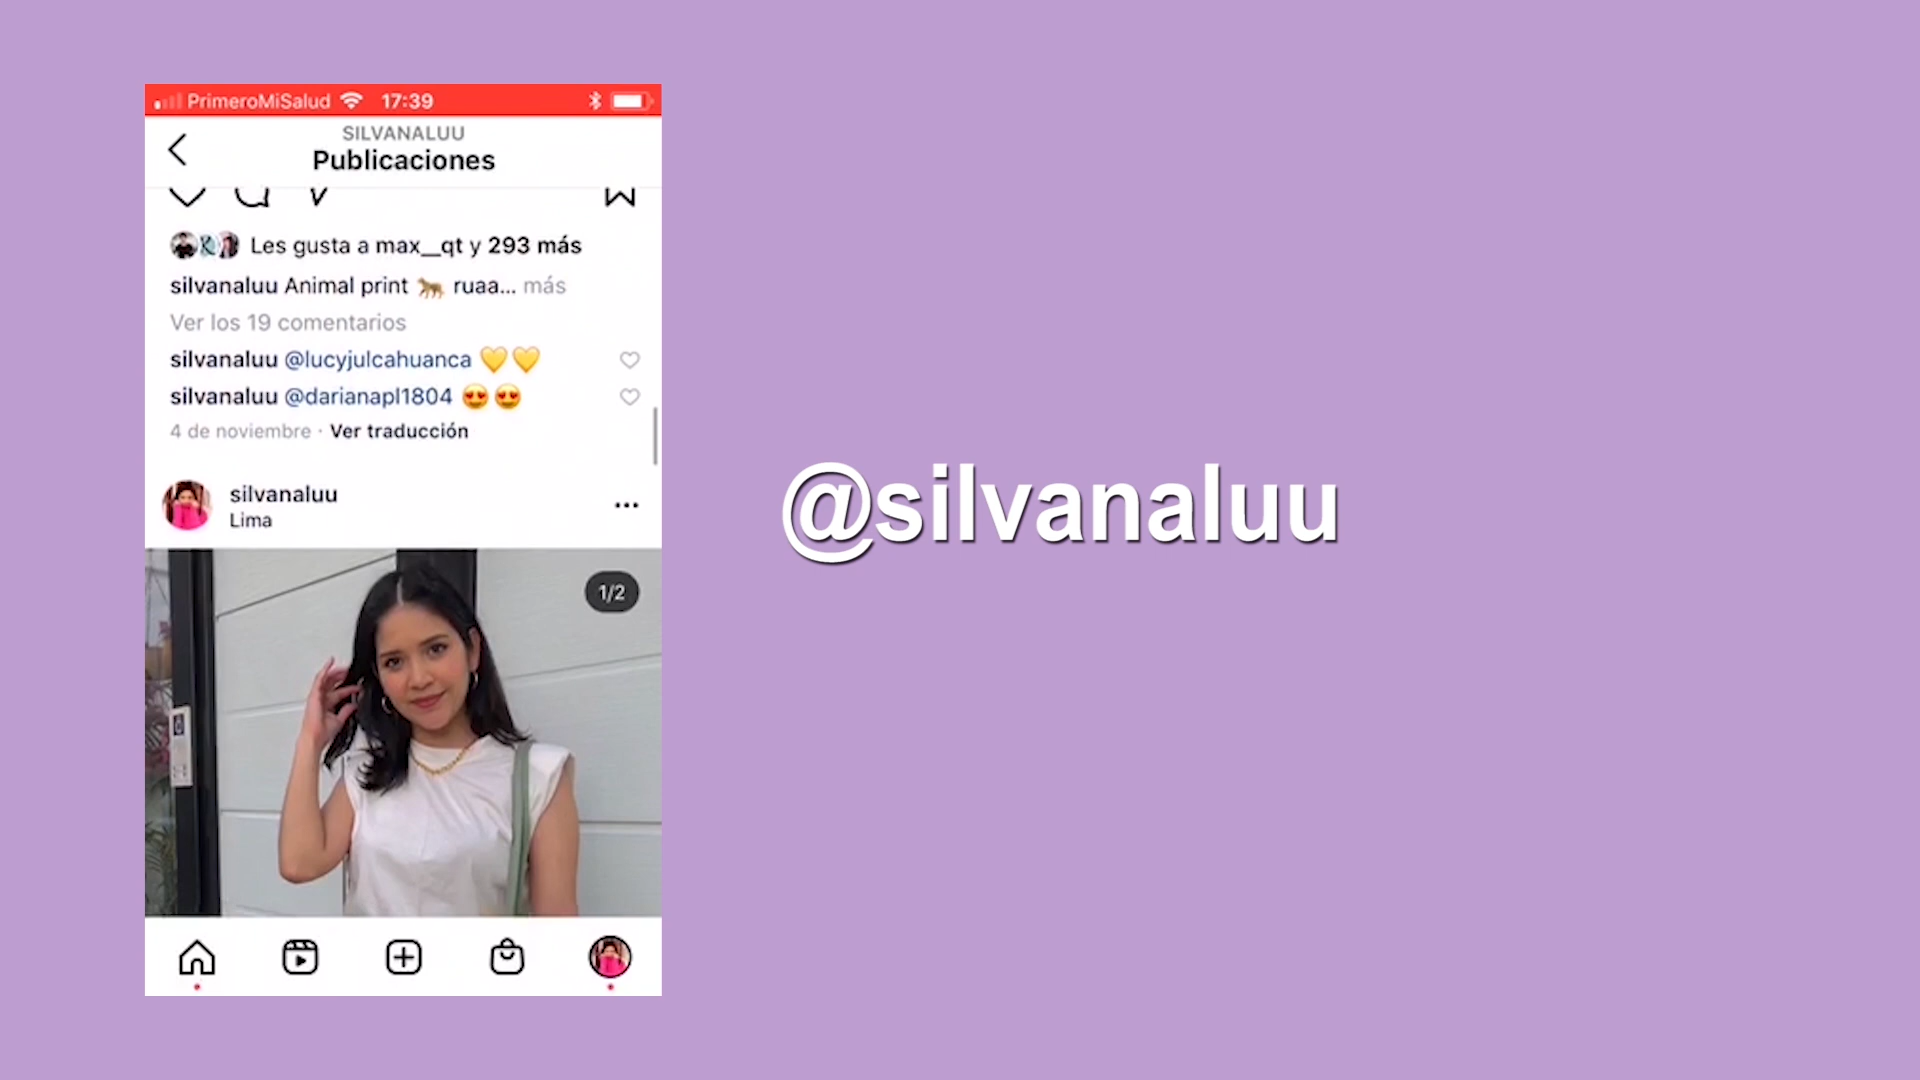 PrimeroMiSalud 17:39
SILVANALUU
Publicaciones
Les gusta a max__qt y 293 más
silvanaluu Animal print 🐆 ruaa... más
Ver los 19 comentarios
silvanaluu @lucyjulcahuanca 💛💛
silvanaluu @darianapl1804 😍😍
4 de noviembre · Ver traducción
silvanaluu
Lima
1/2
@silvanaluu